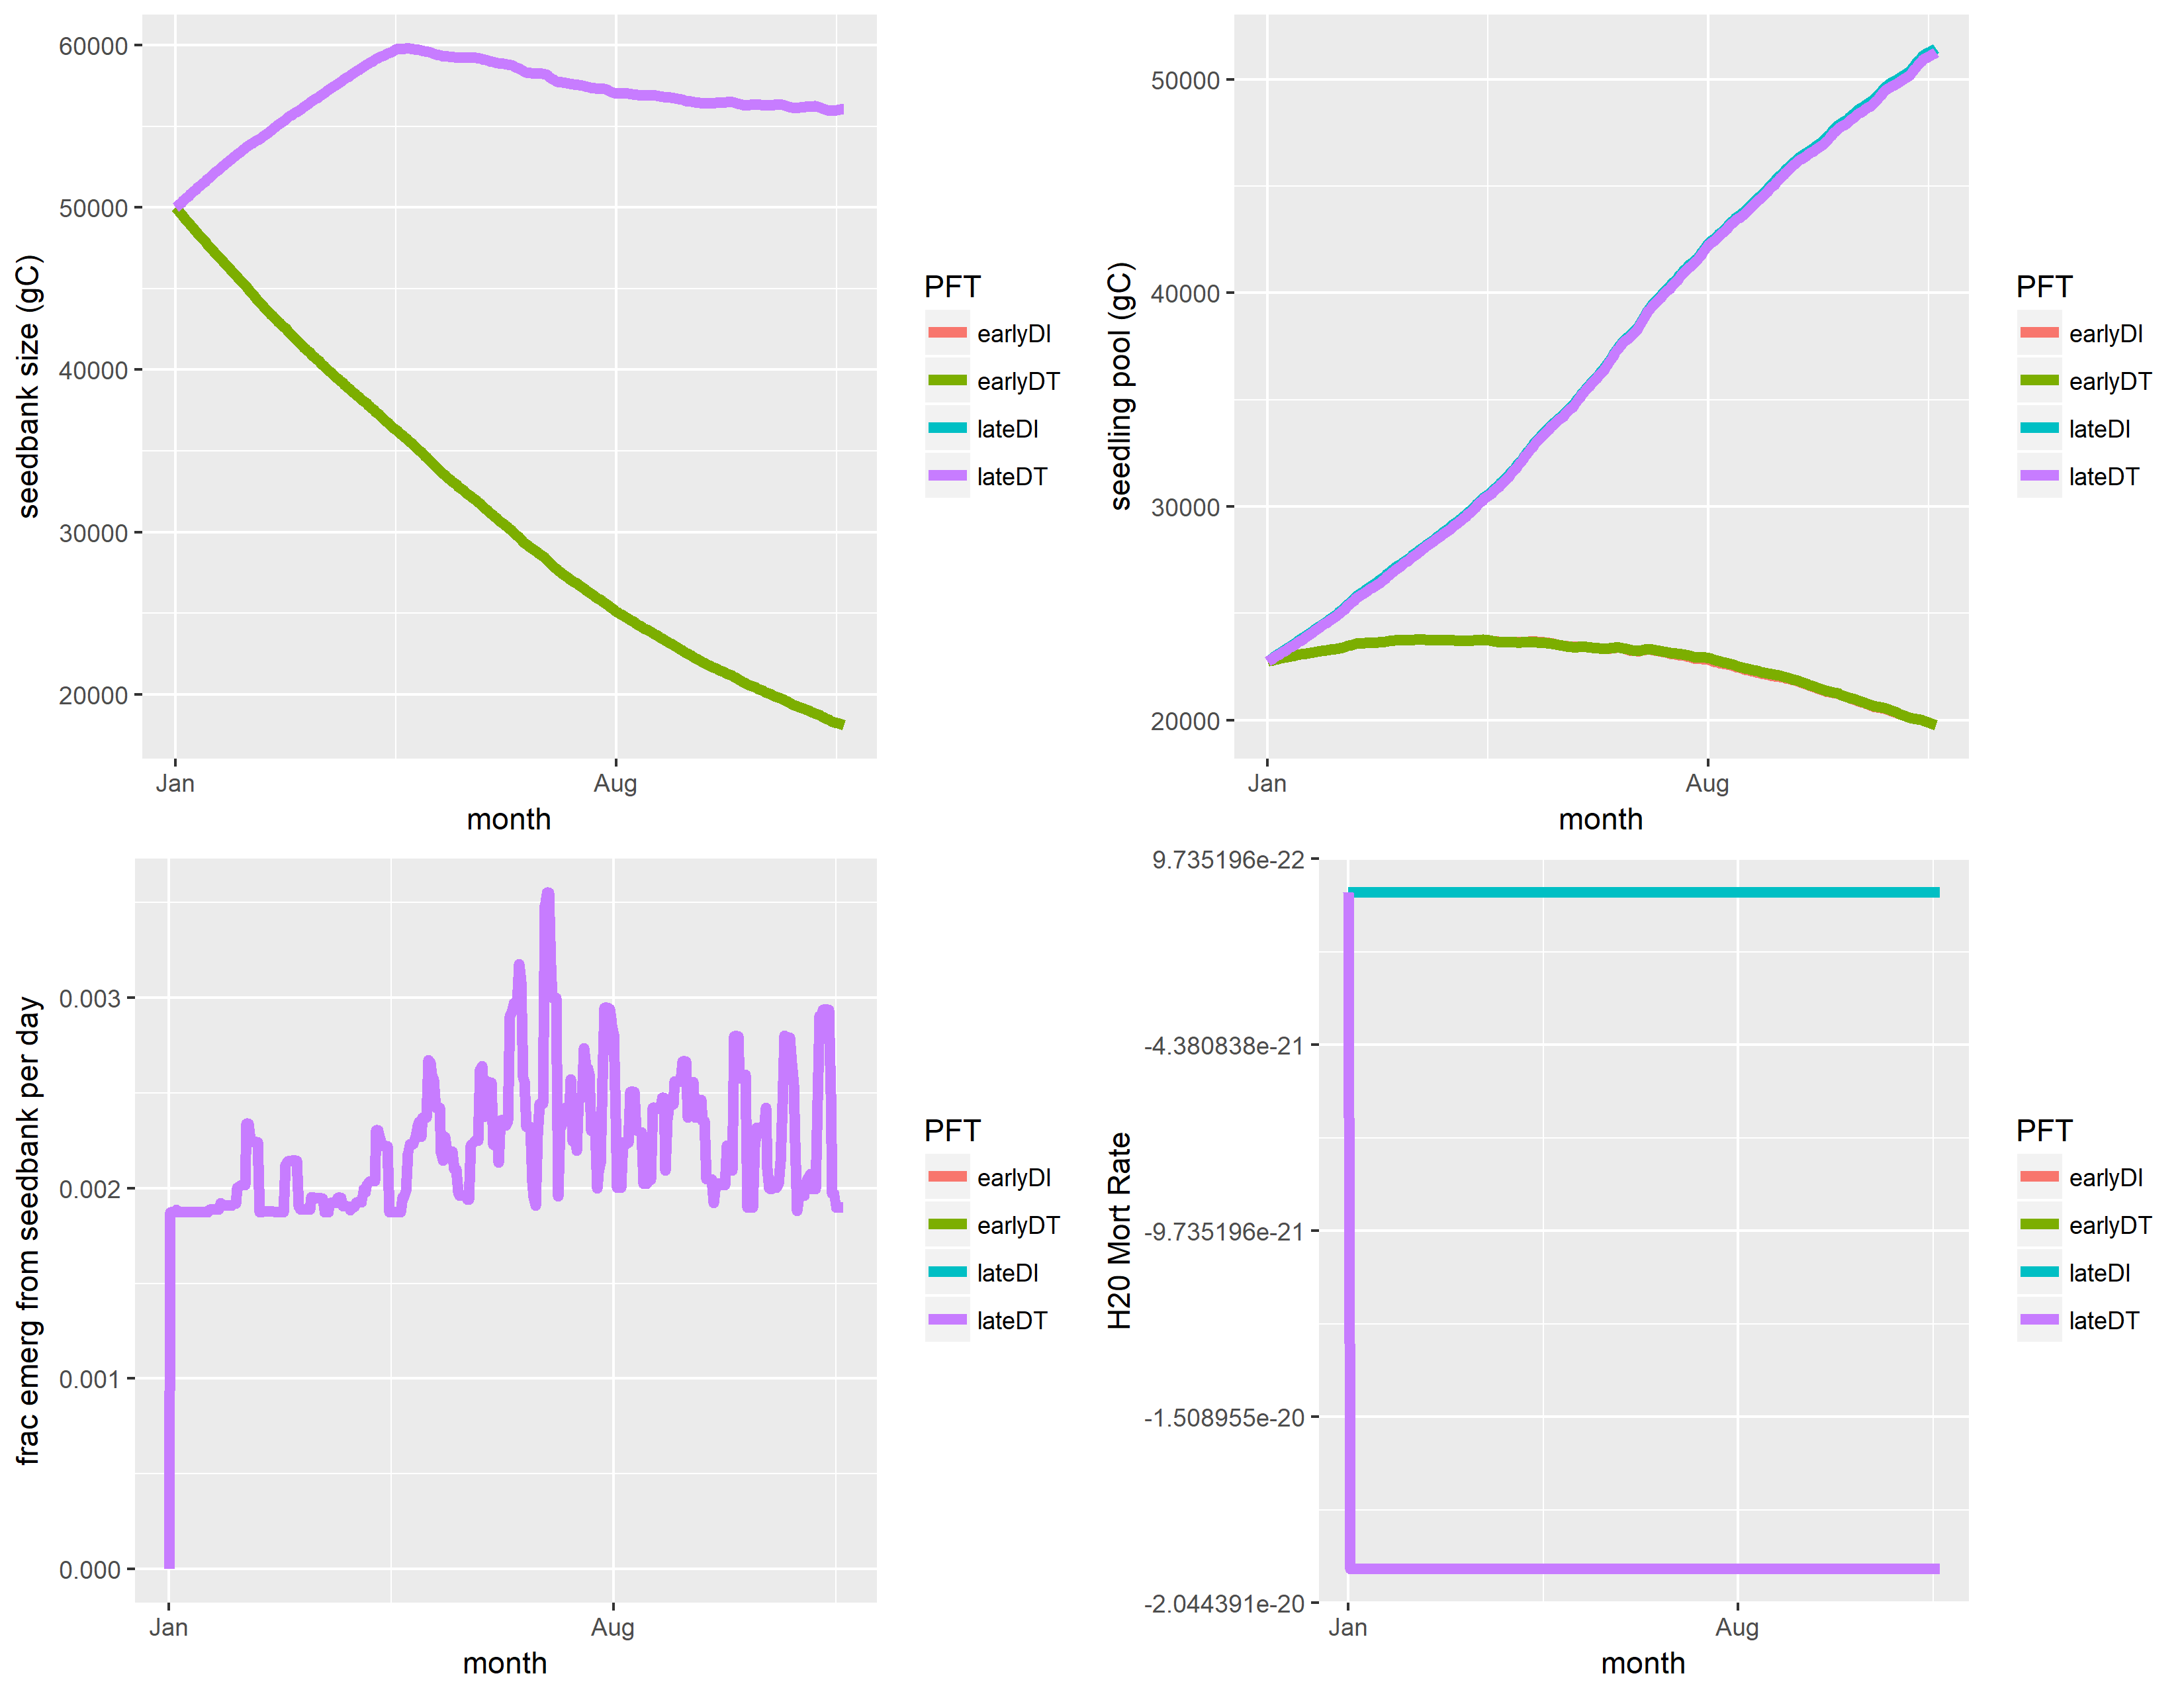 seedbank size (gC)
60000
50000
40000
30000
20000
Jan
Aug
month
PFT
earlyDI
earlyDT
lateDI
lateDT
seedling pool (gC)
50000
40000
30000
20000
Jan
Aug
month
PFT
earlyDI
earlyDT
lateDI
lateDT
frac emerg from seedbank per day
0.003
0.002
0.001
0.000
Jan
Aug
month
PFT
earlyDI
earlyDT
lateDI
lateDT
H20 Mort Rate
9.735196e-22
-4.380838e-21
-9.735196e-21
-1.508955e-20
-2.044391e-20
Jan
Aug
month
PFT
earlyDI
earlyDT
lateDI
lateDT